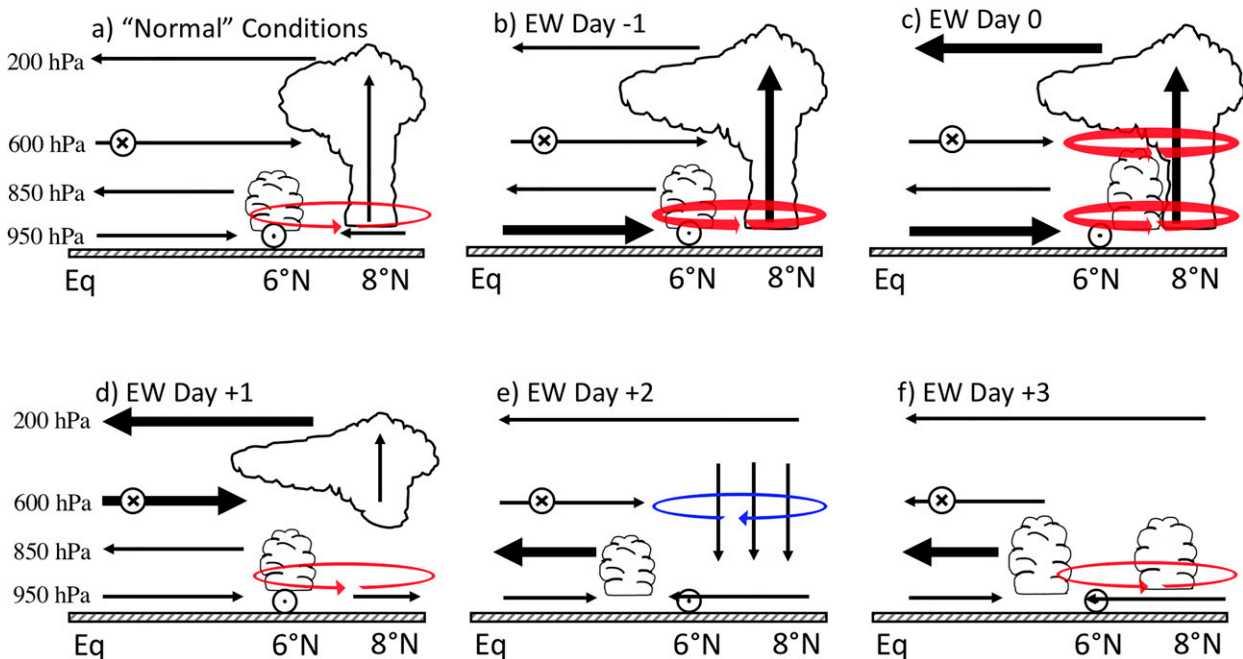 a) “Normal” Conditions
b) EW Day -1
c) EW Day 0
200 hPa
600 hPa
850 hPa
950 hPa
Eq 6°N 8°N
Eq 6°N 8°N
Eq 6°N 8°N
d) EW Day +1
e) EW Day +2
f) EW Day +3
200 hPa
600 hPa
850 hPa
950 hPa
Eq 6°N 8°N
Eq 6°N 8°N
Eq 6°N 8°N